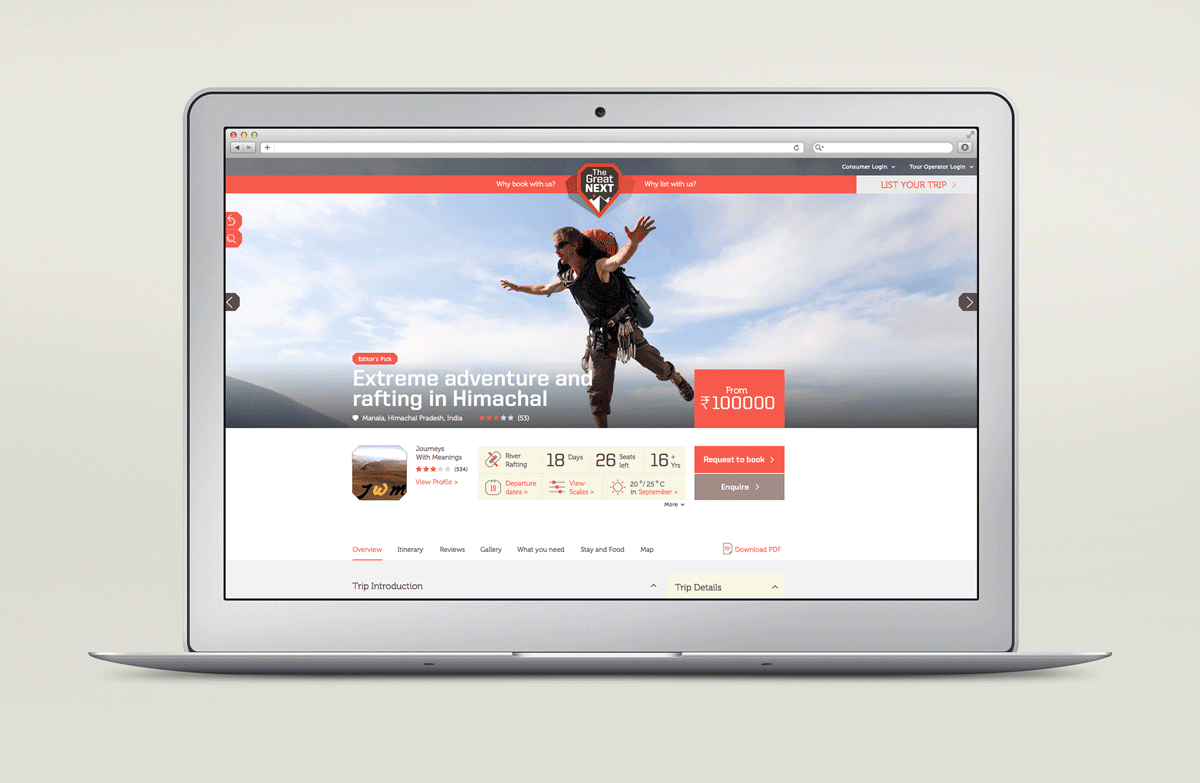 Consumer Login
Tour Operator Login
Why book with us?
The
Great
NEXT
Why list with us?
LIST YOUR TRIP
Editor's Pick
Extreme adventure and
rafting in Himachal
Manala, Himachal Pradesh, India
(53)
From
₹100000
JWM
Journeys
With Meanings
(534)
View Profile >
River
Rafting
18 Days
26 Seats
left
16 + Yrs
Request to book >
Departure
dates >
View
Scales >
20°/ 25°C
in September >
Enquire >
More
Overview
Itinerary
Reviews
Gallery
What you need
Stay and Food
Map
Download PDF
Trip Introduction
Trip Details